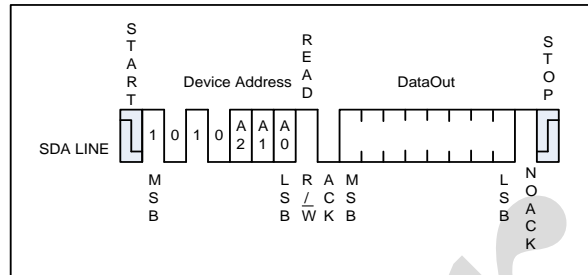 START
READ
STOP
Device Address
DataOut
SDA LINE
1 0 1 0 A2 A1 A0
MSB
LSB
R/W
ACK
MSB
LSB
NOACK